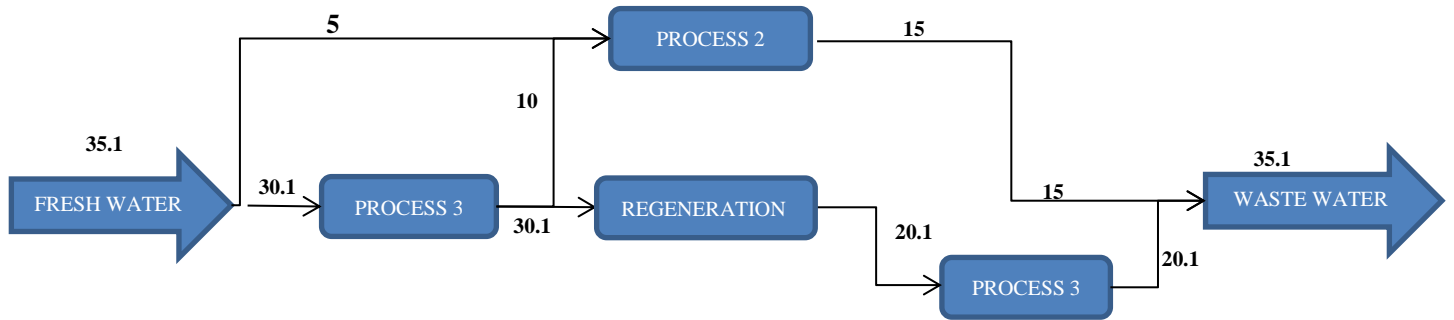 5
PROCESS 2
15
10
35.1
FRESH WATER
30.1
PROCESS 3
30.1
REGENERATION
20.1
PROCESS 3
15
20.1
35.1
WASTE WATER